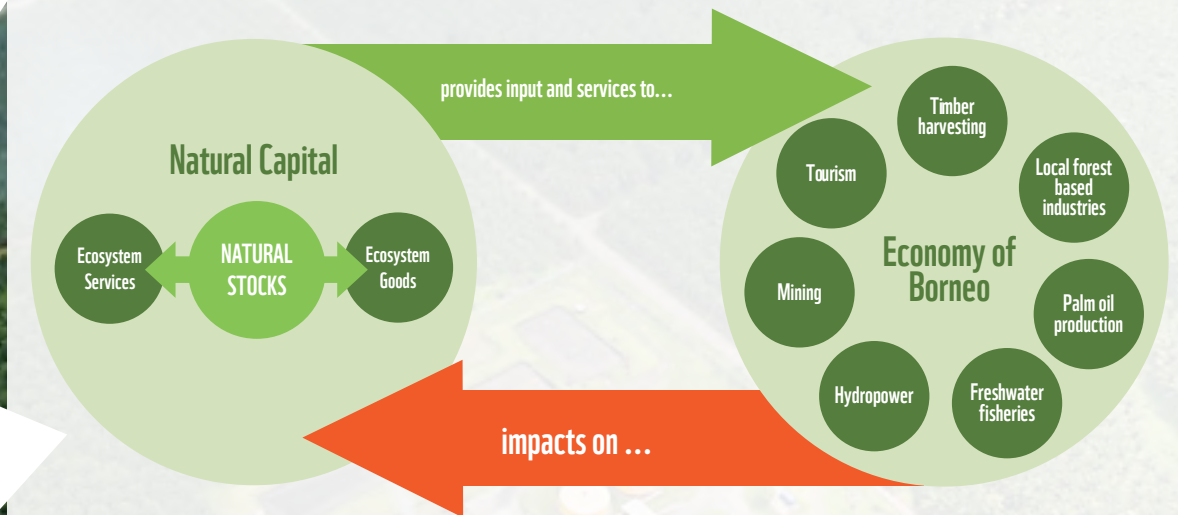 provides input and services to...
Natural Capital
Ecosystem
Services
NATURAL
STOCKS
Ecosystem
Goods
Timber
harvesting
Tourism
Local forest
based
industries
Economy of
Borneo
Mining
Palm oil
production
Hydropower
Freshwater
fisheries
impacts on ...